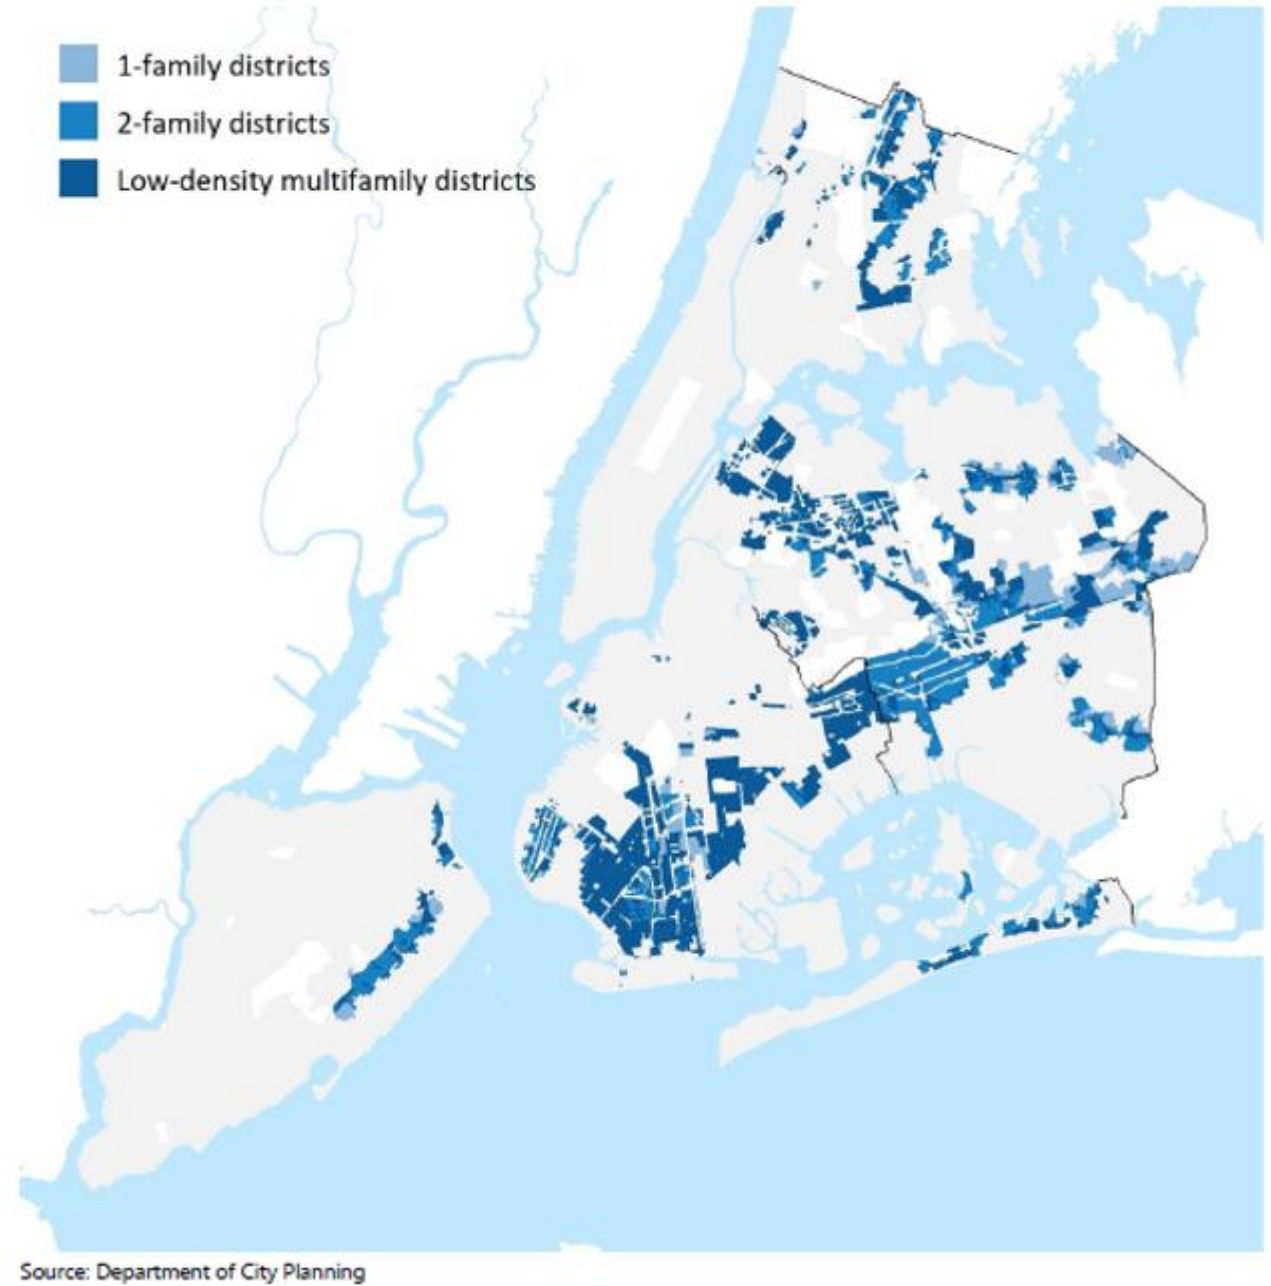 1-family districts
2-family districts
Low-density multifamily districts
Source: Department of City Planning